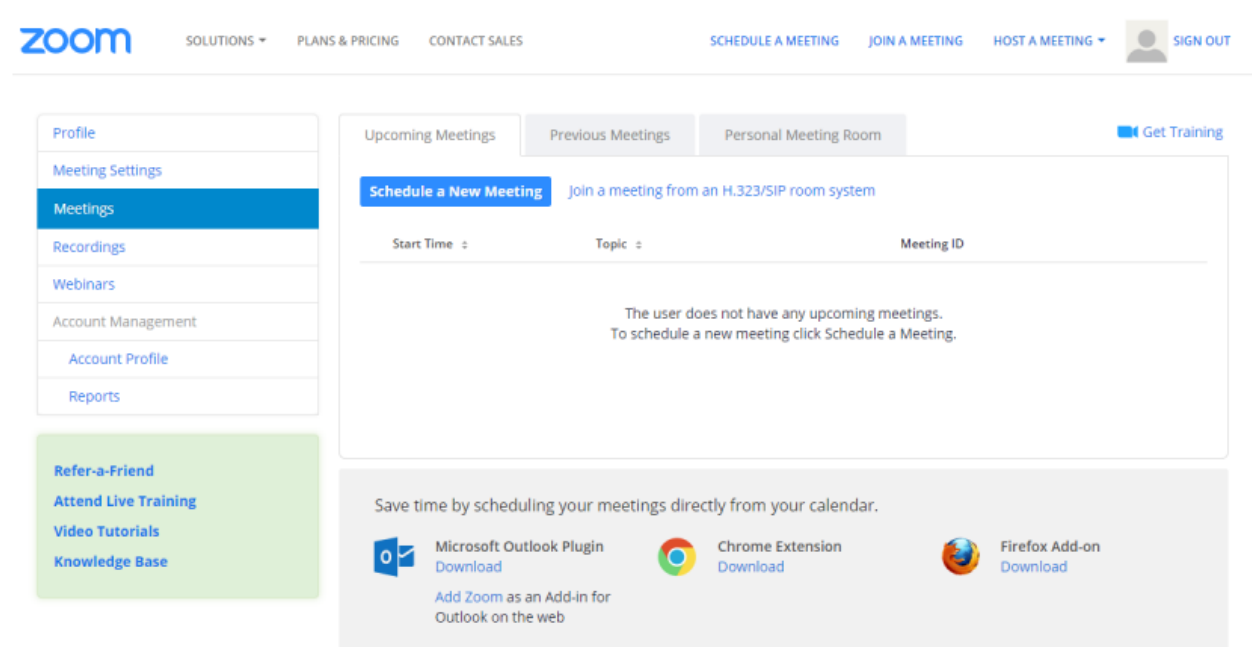 zoom SOLUTIONS PLANS & PRICING CONTACT SALES SCHEDULE A MEETING JOIN A MEETING HOST A MEETING SIGN OUT
Profile
Meeting Settings
Meetings
Recordings
Webinars
Account Management
Account Profile
Reports
Refer-a-Friend
Attend Live Training
Video Tutorials
Knowledge Base
Upcoming Meetings Previous Meetings Personal Meeting Room Get Training
Schedule a New Meeting Join a meeting from an H.323/SIP room system
Start Time Topic Meeting ID
The user does not have any upcoming meetings.
To schedule a new meeting click Schedule a Meeting.
Save time by scheduling your meetings directly from your calendar.
Microsoft Outlook Plugin
Download
Add Zoom as an Add-in for
Outlook on the web
Chrome Extension
Download
Firefox Add-on
Download